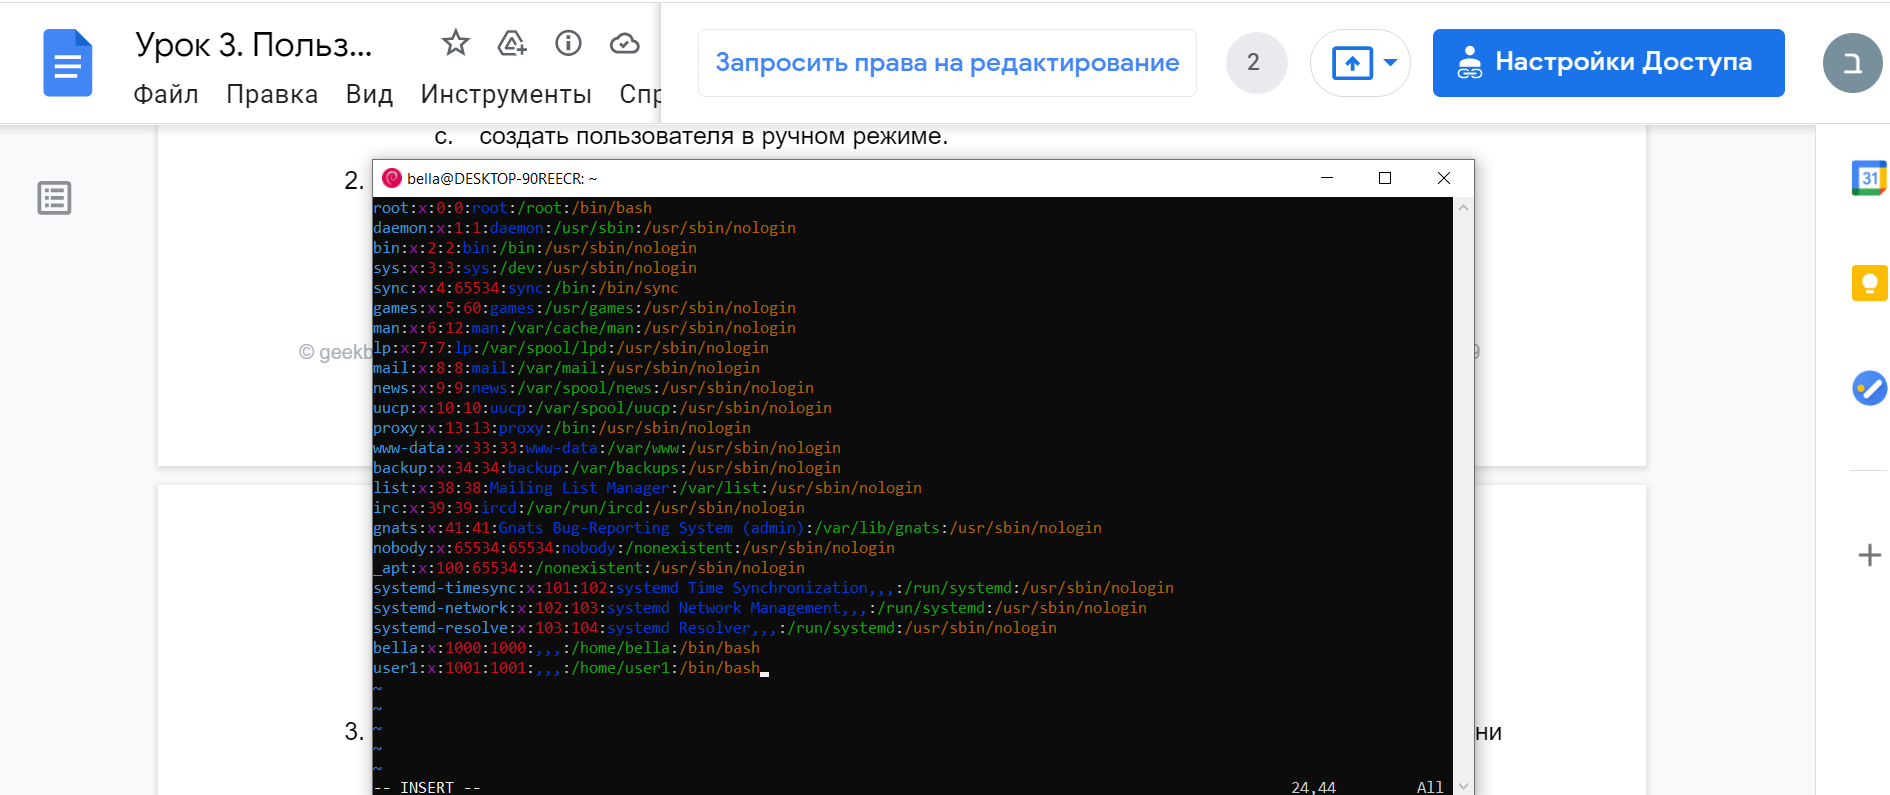 Урок 3. Польз...
Файл Правка Вид Инструменты Спр
Запросить права на редактирование
2
Настройки Доступа
ב
c. создать пользователя в ручном режиме.
2.
bella@DESKTOP-90REECR: ~
root:x:0:0:root:/root:/bin/bash
daemon:x:1:1:daemon:/usr/sbin:/usr/sbin/nologin
bin:x:2:2:bin:/bin:/usr/sbin/nologin
sys:x:3:3:sys:/dev:/usr/sbin/nologin
sync:x:4:65534:sync:/bin:/bin/sync
games:x:5:60:games:/usr/games:/usr/sbin/nologin
man:x:6:12:man:/var/cache/man:/usr/sbin/nologin
lp:x:7:7:lp:/var/spool/lpd:/usr/sbin/nologin
mail:x:8:8:mail:/var/mail:/usr/sbin/nologin
news:x:9:9:news:/var/spool/news:/usr/sbin/nologin
uucp:x:10:10:uucp:/var/spool/uucp:/usr/sbin/nologin
proxy:x:13:13:proxy:/bin:/usr/sbin/nologin
www-data:x:33:33:www-data:/var/www:/usr/sbin/nologin
backup:x:34:34:backup:/var/backups:/usr/sbin/nologin
list:x:38:38:Mailing List Manager:/var/list:/usr/sbin/nologin
irc:x:39:39:ircd:/var/run/ircd:/usr/sbin/nologin
gnats:x:41:41:Gnats Bug-Reporting System (admin):/var/lib/gnats:/usr/sbin/nologin
nobody:x:65534:65534:nobody:/nonexistent:/usr/sbin/nologin
_apt:x:100:65534::/nonexistent:/usr/sbin/nologin
systemd-timesync:x:101:102:systemd Time Synchronization,,,:/run/systemd:/usr/sbin/nologin
systemd-network:x:102:103:systemd Network Management,,,:/run/systemd:/usr/sbin/nologin
systemd-resolve:x:103:104:systemd Resolver,,,:/run/systemd:/usr/sbin/nologin
bella:x:1000:1000:,,,:/home/bella:/bin/bash
user1:x:1001:1001:,,,:/home/user1:/bin/bash
~
~
~
~
~
-- INSERT -- 24,44 All
© geekb
3.
ни
31